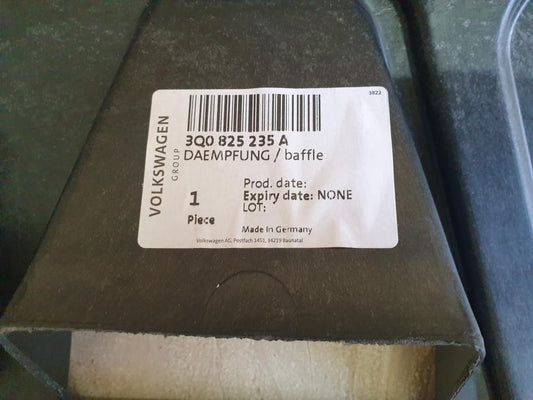 3822
VOLKSWAGEN
GROUP
3Q0 825 235 A
DAEMPFUNG / baffle
1
Piece
Prod. date:
Expiry date: NONE
LOT:
Made in Germany
Volkswagen AG, Postfach 1451, 34219 Baunatal